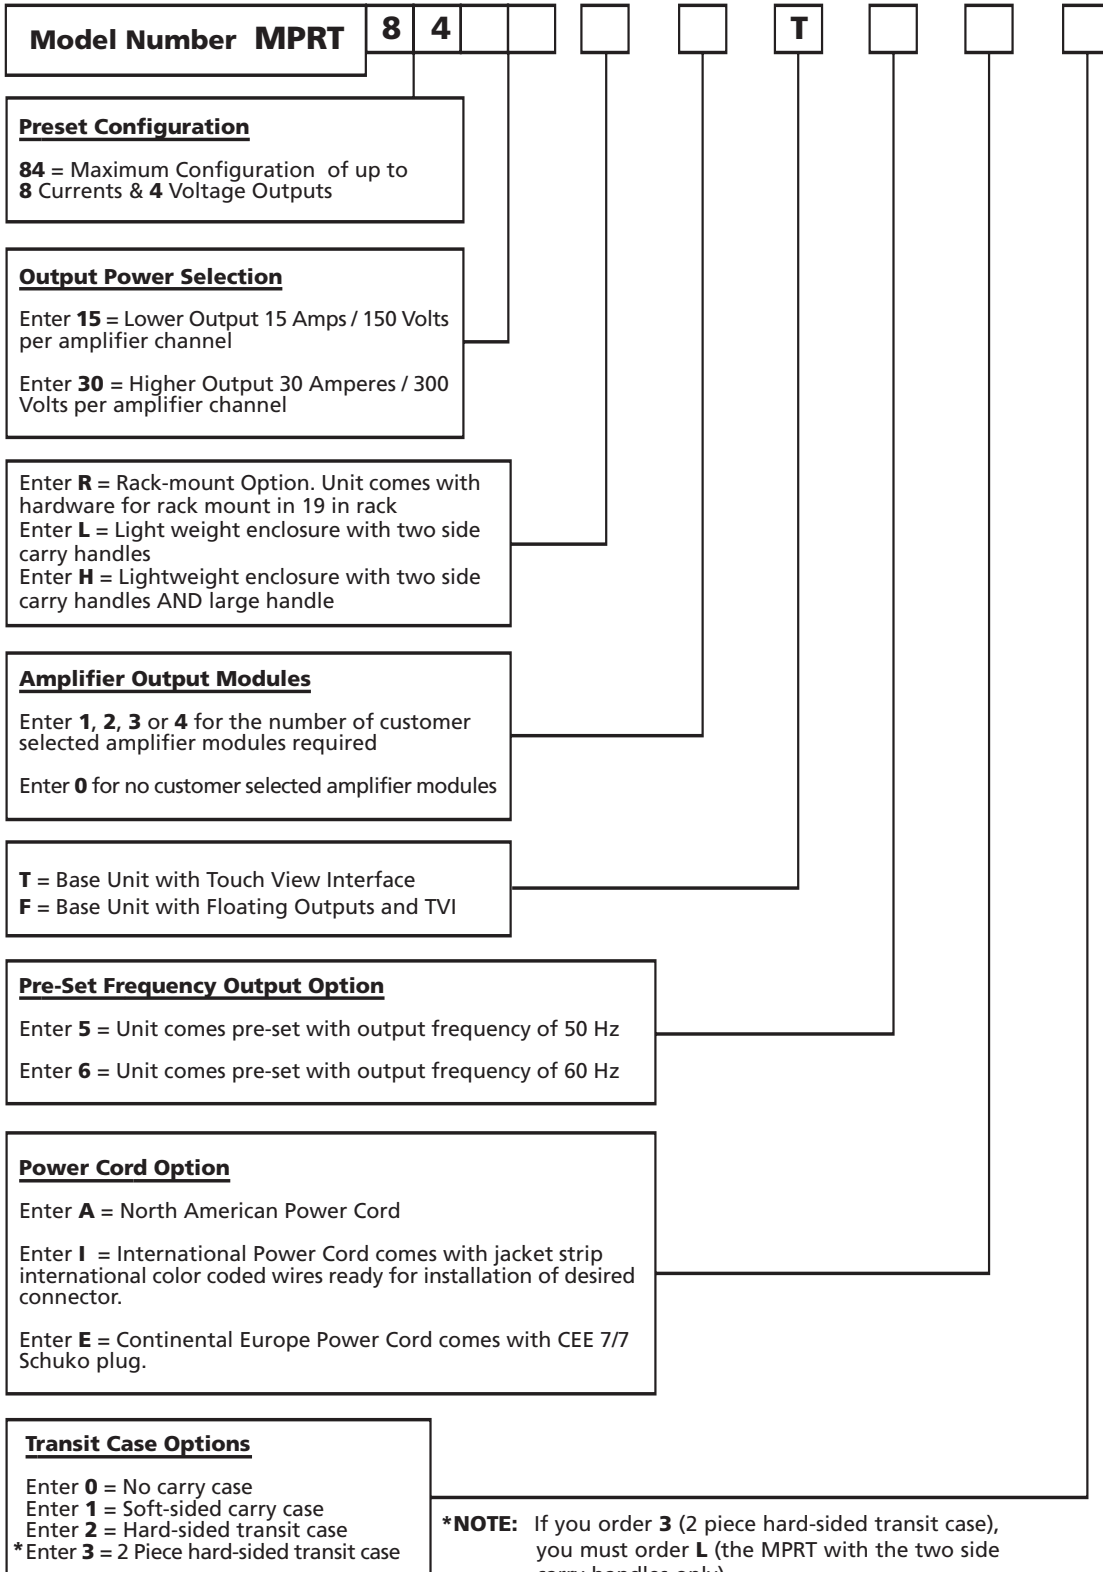 Model Number MPRT 8 4 T
Preset Configuration
84 = Maximum Configuration of up to
8 Currents & 4 Voltage Outputs
Output Power Selection
Enter 15 = Lower Output 15 Amps / 150 Volts
per amplifier channel
Enter 30 = Higher Output 30 Amperes / 300
Volts per amplifier channel
Enter R = Rack-mount Option. Unit comes with
hardware for rack mount in 19 in rack
Enter L = Light weight enclosure with two side
carry handles
Enter H = Lightweight enclosure with two side
carry handles AND large handle
Amplifier Output Modules
Enter 1, 2, 3 or 4 for the number of customer
selected amplifier modules required
Enter 0 for no customer selected amplifier modules
T = Base Unit with Touch View Interface
F = Base Unit with Floating Outputs and TVI
Pre-Set Frequency Output Option
Enter 5 = Unit comes pre-set with output frequency of 50 Hz
Enter 6 = Unit comes pre-set with output frequency of 60 Hz
Power Cord Option
Enter A = North American Power Cord
Enter I = International Power Cord comes with jacket strip
international color coded wires ready for installation of desired
connector.
Enter E = Continental Europe Power Cord comes with CEE 7/7
Schuko plug.
Transit Case Options
Enter 0 = No carry case
Enter 1 = Soft-sided carry case
Enter 2 = Hard-sided transit case
*Enter 3 = 2 Piece hard-sided transit case
*NOTE: If you order 3 (2 piece hard-sided transit case),
you must order L (the MPRT with the two side
carry handles only)